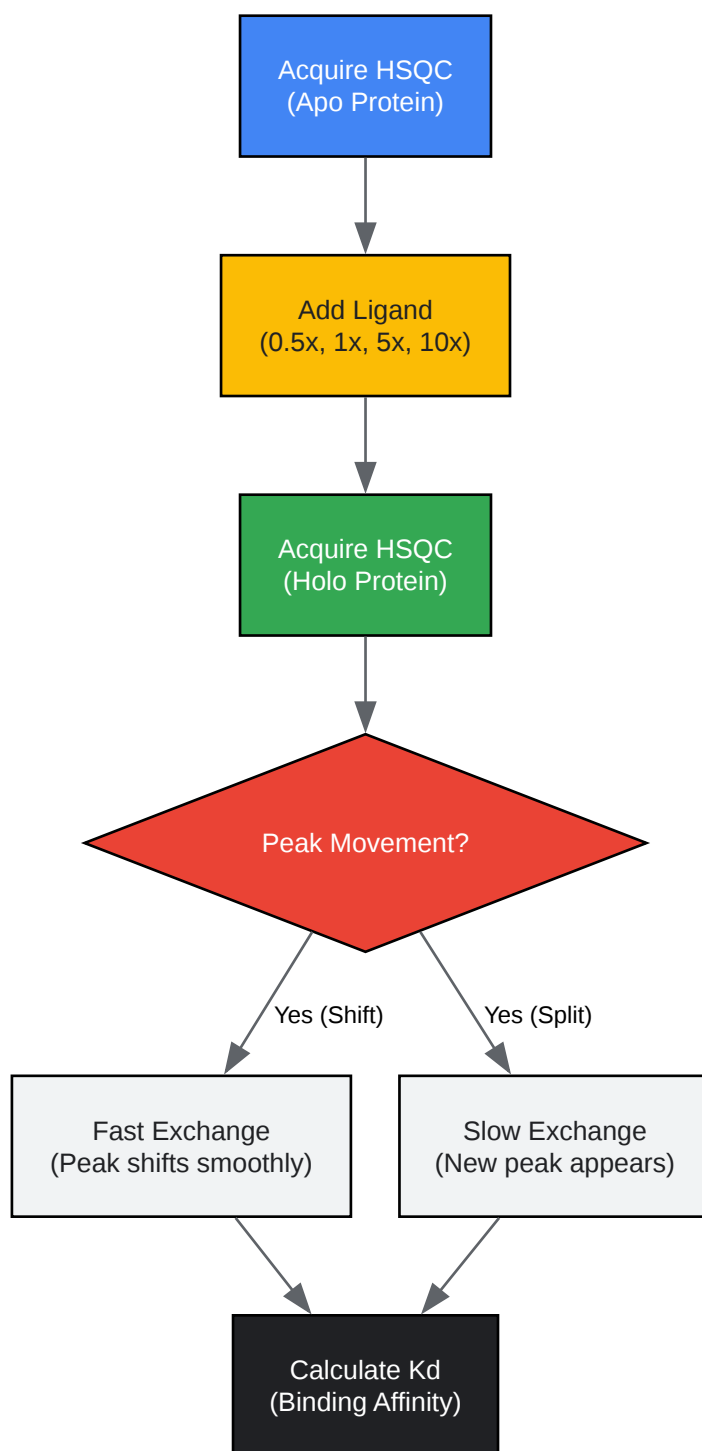 Acquire HSQC
(Apo Protein)
Add Ligand
(0.5x, 1x, 5x, 10x)
Acquire HSQC
(Holo Protein)
Peak Movement?
Yes (Shift)
Yes (Split)
Fast Exchange
(Peak shifts smoothly)
Slow Exchange
(New peak appears)
Calculate Kd
(Binding Affinity)